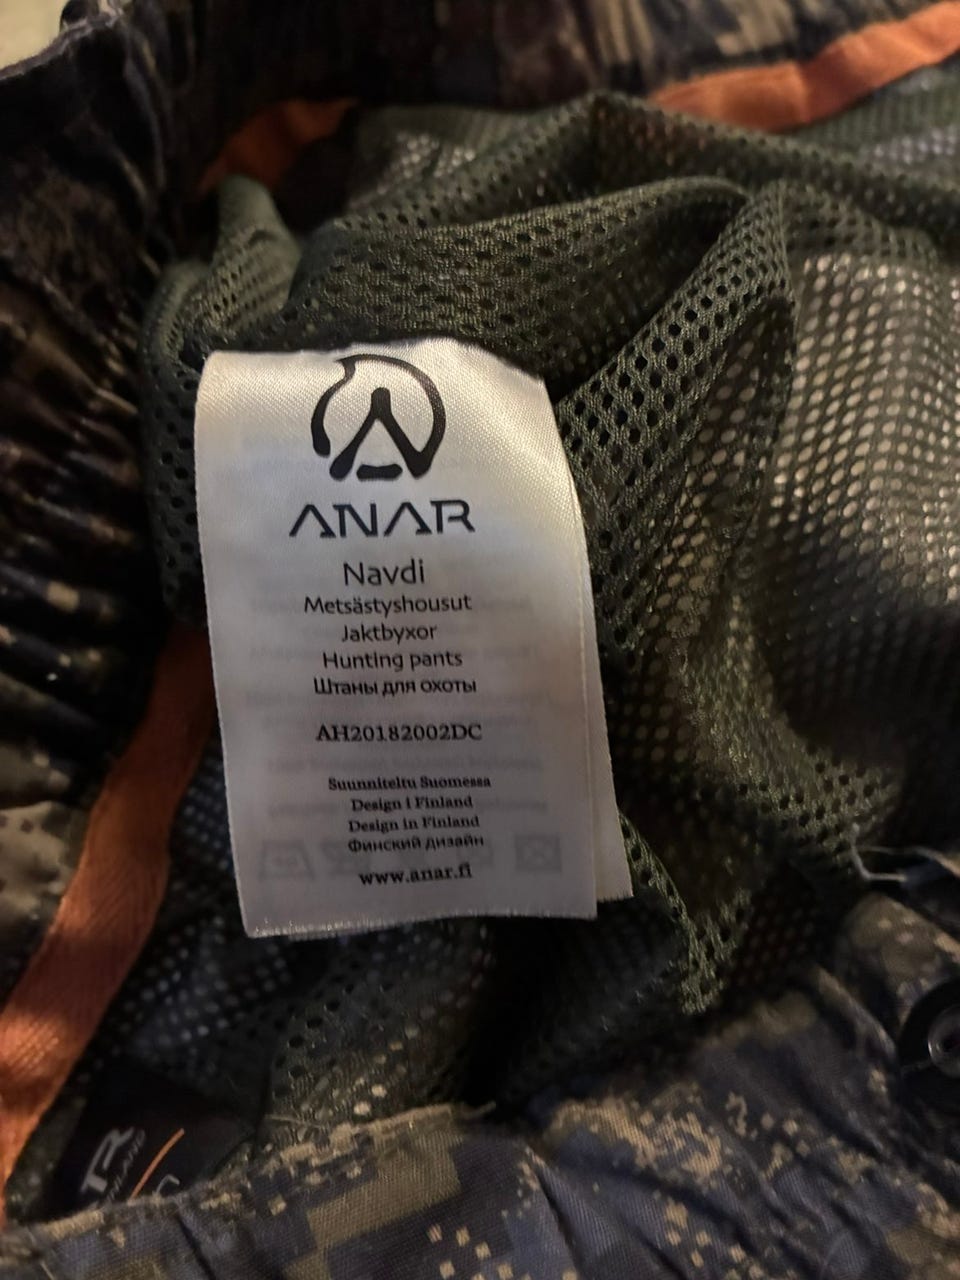 ANAR
Navdi
Metsästyshousut
Jaktbyxor
Hunting pants
Штаны для охоты
AH20182002DC
Suunniteltu Suomessa
Design i Finland
Design in Finland
Финский дизайн
www.anar.fi